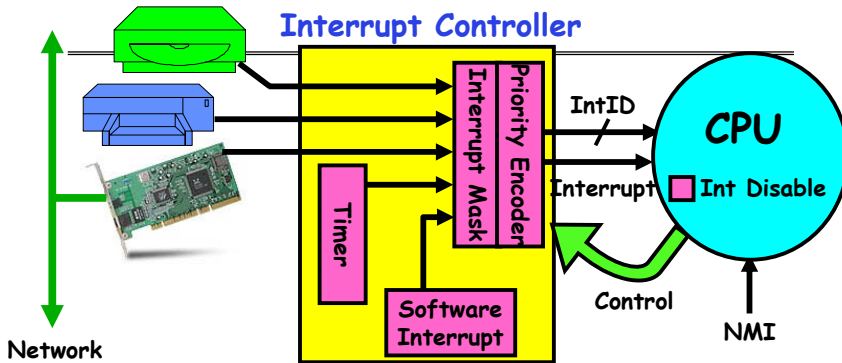 Interrupt Controller
Interrupt Mask
Priority Encoder
IntID
CPU
Interrupt
Int Disable
Timer
Software
Interrupt
Control
NMI
Network